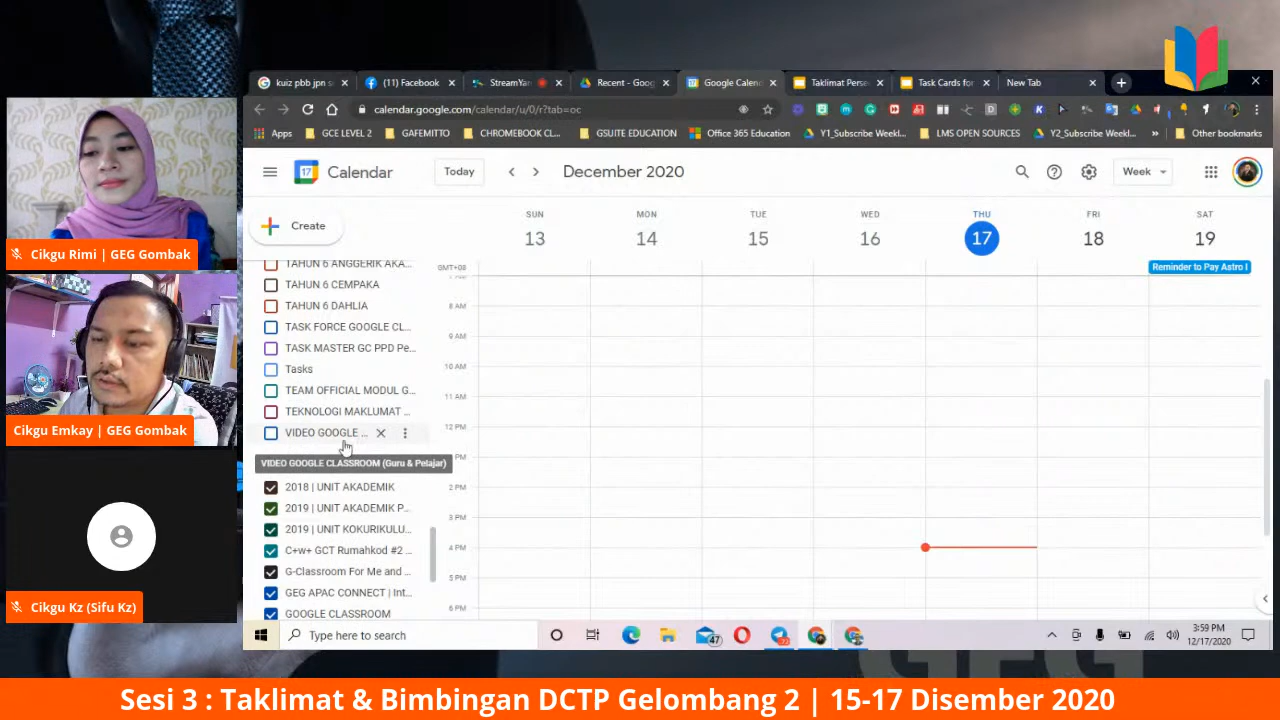 kuiz pbb jpn s
(11) Facebook
StreamYar
Recent - Goog
Google Calen
Taklimat Perse
Task Cards for
New Tab
calendar.google.com/calendar/u/0/r?tab=oc
Apps
GCE LEVEL 2
GAFEMITTO
CHROMEBOOK CL...
GSUITE EDUCATION
Office 365 Education
Y1_Subscribe Weekl...
LMS OPEN SOURCES
Y2_Subscribe Weekl...
Other bookmarks
17
Calendar
Today
December 2020
Week
Create
SUN
MON
TUE
WED
THU
FRI
SAT
13
14
15
16
17
18
19
GMT+08
Reminder to Pay Astro I
TAHUN 6 ANGGERIK AKA...
TAHUN 6 CEMPAKA
TAHUN 6 DAHLIA
TASK FORCE GOOGLE CL...
TASK MASTER GC PPD Pe...
Tasks
TEAM OFFICIAL MODUL G...
TEKNOLOGI MAKLUMAT ...
VIDEO GOOGLE ...
VIDEO GOOGLE CLASSROOM (Guru & Pelajar)
2018 | UNIT AKADEMIK
2019 | UNIT AKADEMIK P...
2019 | UNIT KOKURIKULU...
C+w+ GCT Rumahkod #2 ...
G-Classroom For Me and ...
GEG APAC CONNECT | Int...
GOOGLE CLASSROOM
8 AM
9 AM
10 AM
11 AM
12 PM
PM
2 PM
3 PM
4 PM
5 PM
6 PM
Cikgu Rimi | GEG Gombak
Cikgu Emkay | GEG Gombak
Cikgu Kz (Sifu Kz)
Type here to search
47
3:59 PM
12/17/2020
GEG
Sesi 3 : Taklimat & Bimbingan DCTP Gelombang 2 | 15-17 Disember 2020